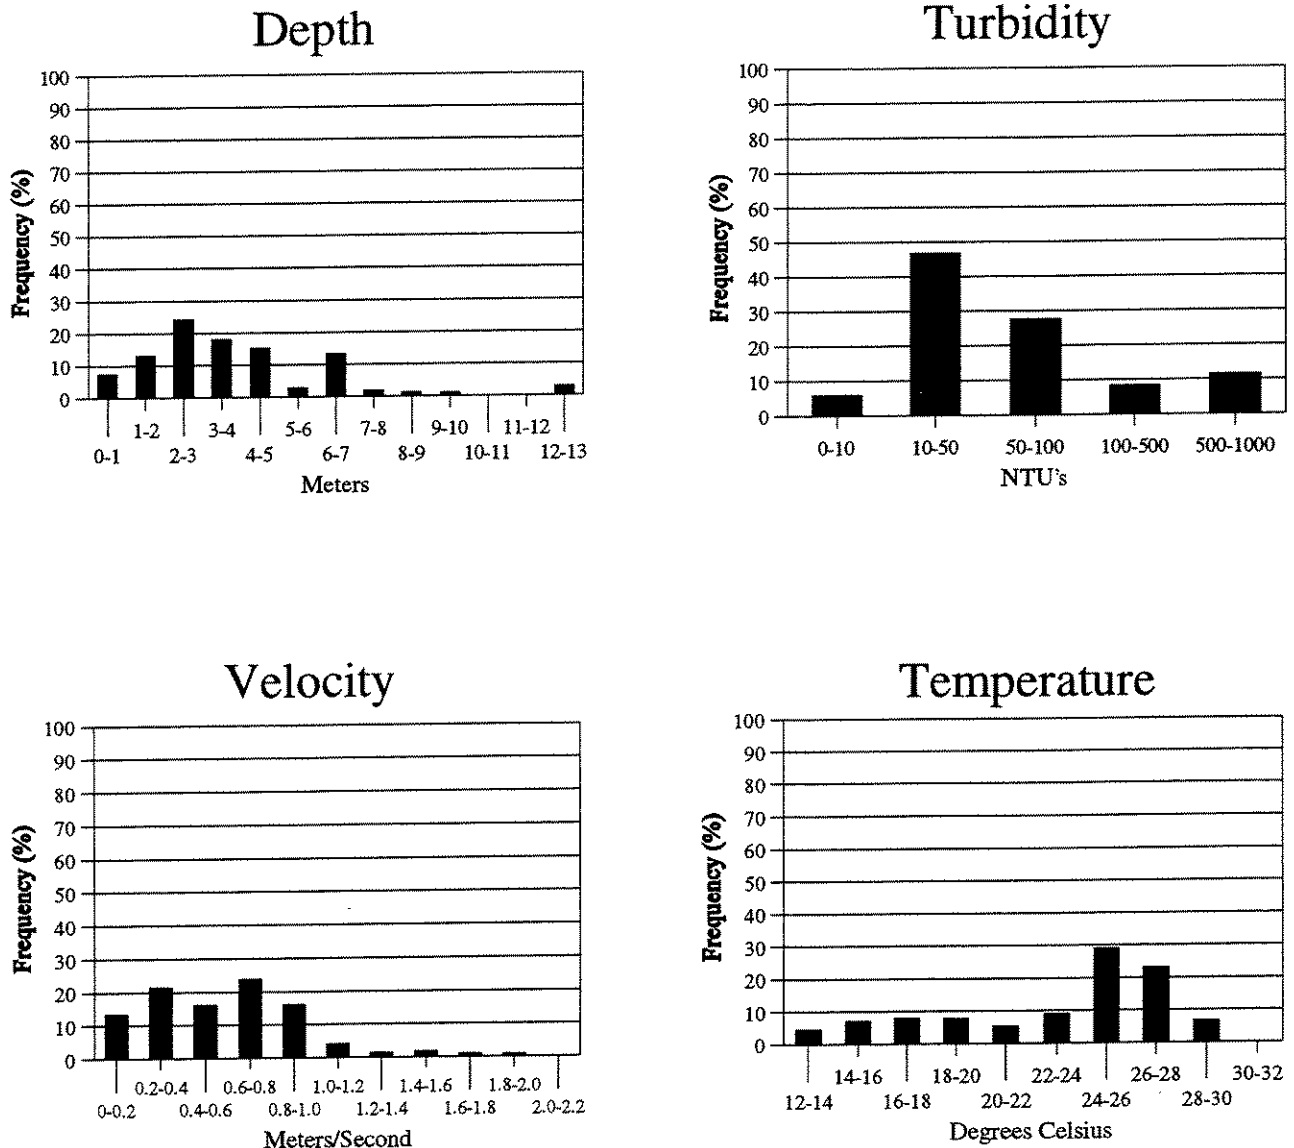 Depth
100
90
80
70
60
50
40
30
20
10
0
Frequency (%)
1-2 3-4 5-6 7-8 9-10 11-12
0-1 2-3 4-5 6-7 8-9 10-11 12-13
Meters
Turbidity
100
90
80
70
60
50
40
30
20
10
0
Frequency (%)
0-10 10-50 50-100 100-500 500-1000
NTU's
Velocity
100
90
80
70
60
50
40
30
20
10
0
Frequency (%)
0.2-0.4 0.6-0.8 1.0-1.2 1.4-1.6 1.8-2.0
0-0.2 0.4-0.6 0.8-1.0 1.2-1.4 1.6-1.8 2.0-2.2
Meters/Second
Temperature
100
90
80
70
60
50
40
30
20
10
0
Frequency (%)
14-16 18-20 22-24 26-28 30-32
12-14 16-18 20-22 24-26 28-30
Degrees Celsius